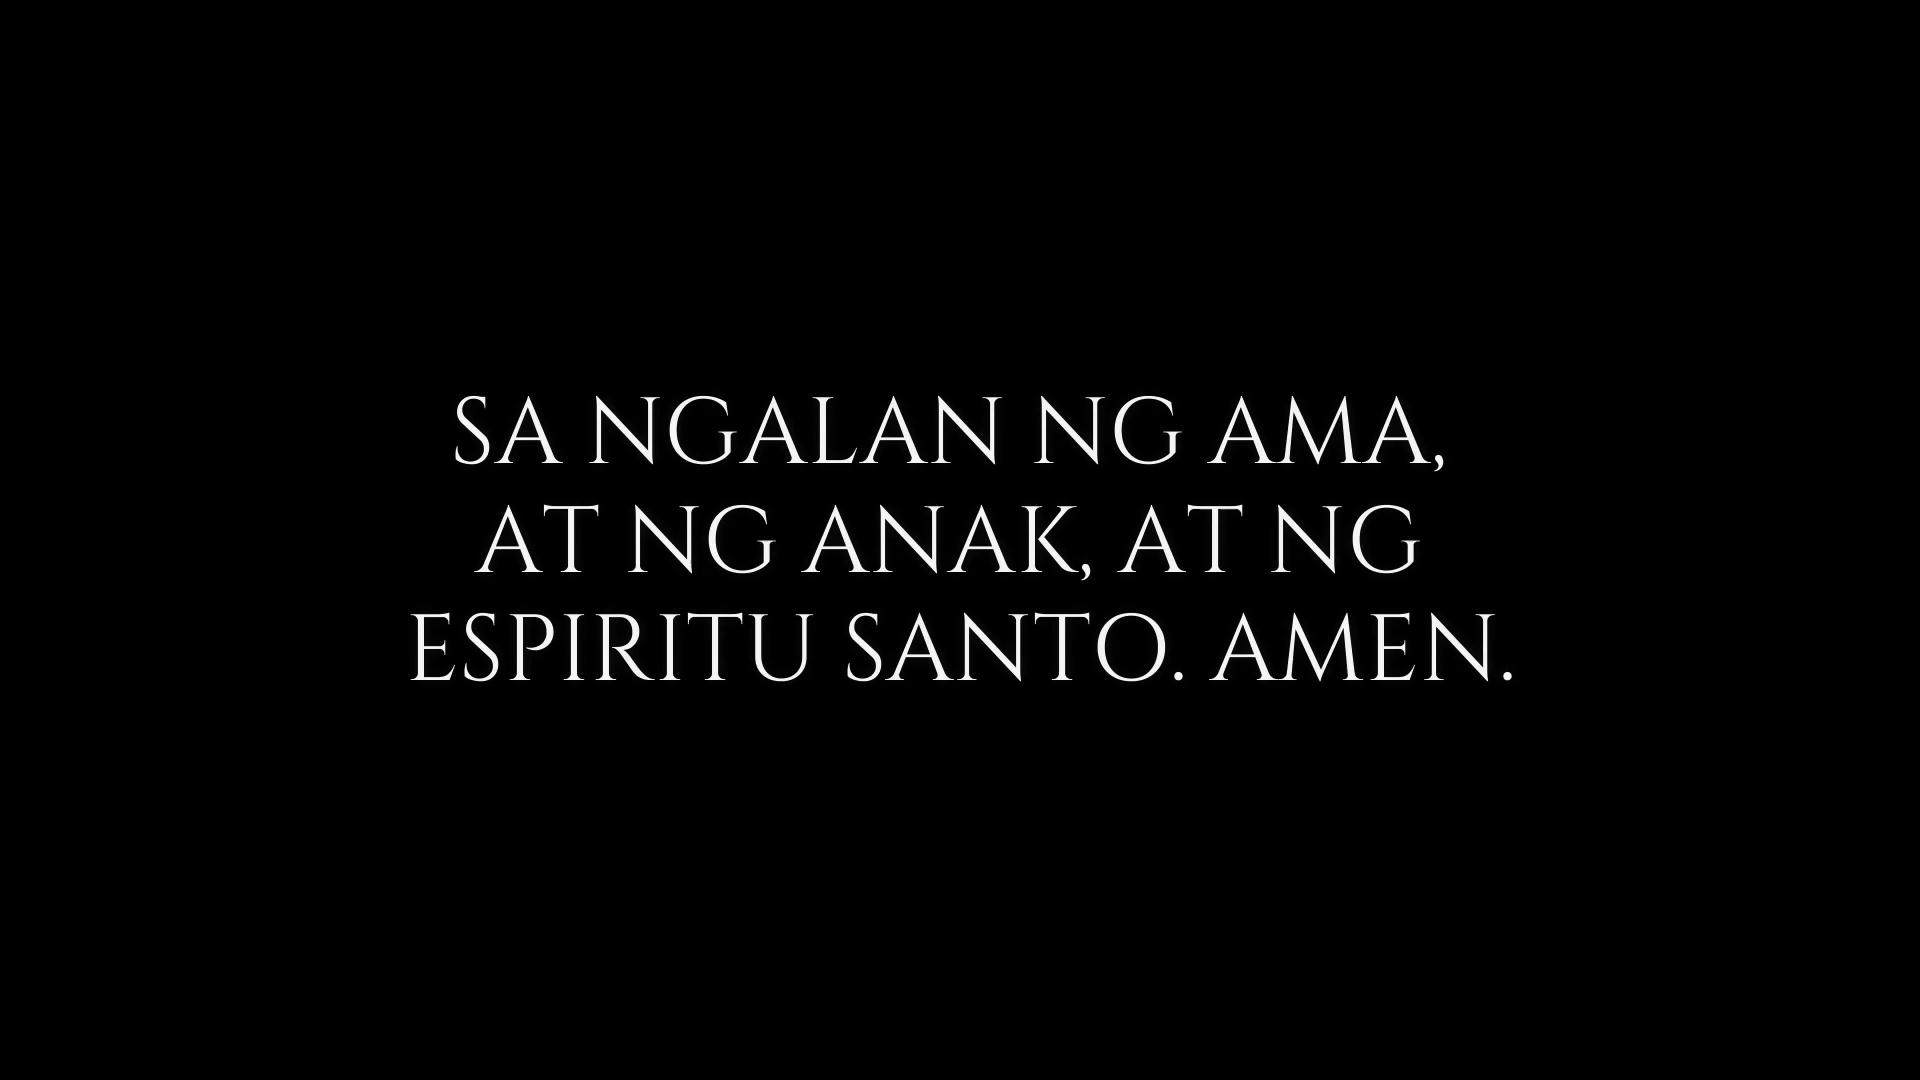 SA NGALAN NG AMA,
AT NG ANAK, AT NG
ESPIRITU SANTO. AMEN.